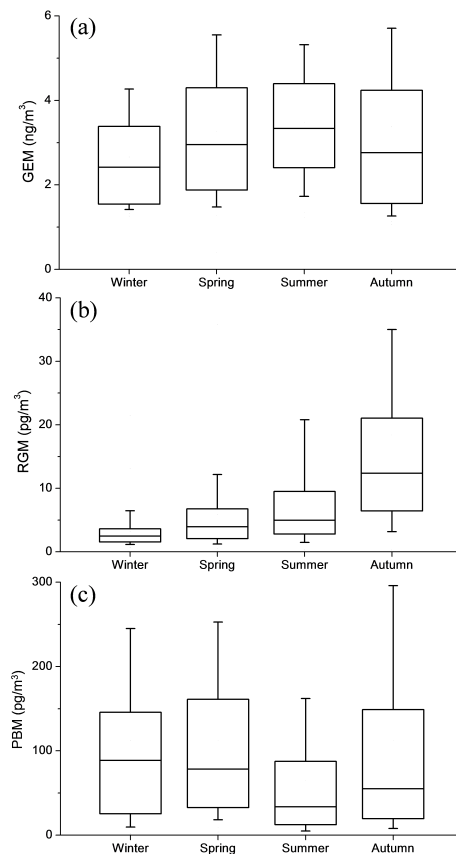 (a)
GEM (ng/m³)
6
4
2
0
Winter Spring Summer Autumn
(b)
RGM (pg/m³)
40
30
20
10
0
Winter Spring Summer Autumn
(c)
PBM (pg/m³)
300
200
100
0
Winter Spring Summer Autumn